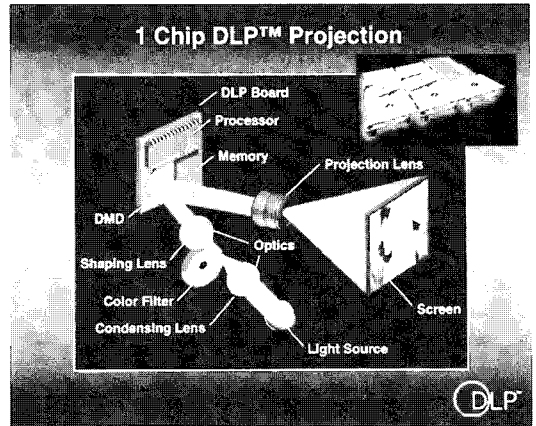 1 Chip DLP™ Projection
DLP Board
Processor
Memory
Projection Lens
DMD
Optics
Shaping Lens
Color Filter
Condensing Lens
Screen
Light Source
DLP™